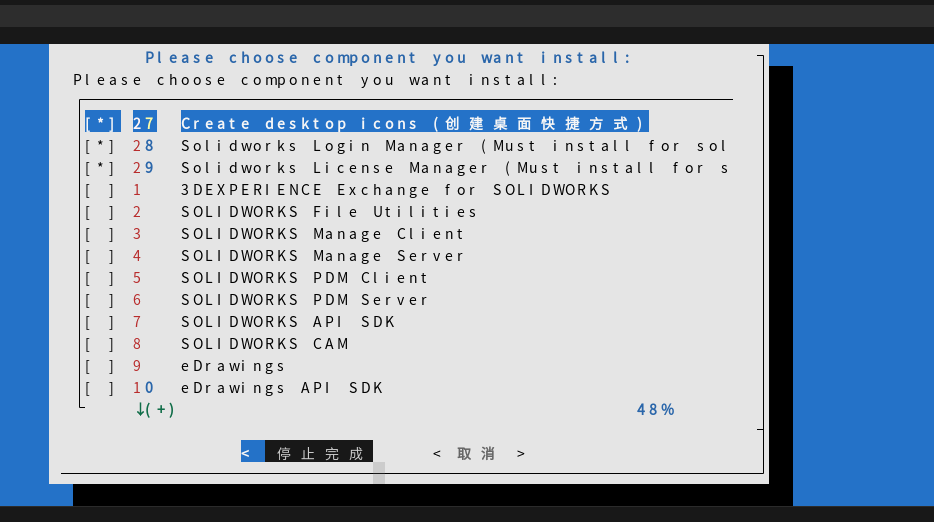 Please choose component you want install:
Please choose component you want install:
[*] 27 Create desktop icons (创建桌面快捷方式)
[*] 28 Solidworks Login Manager (Must install for sol
[*] 29 Solidworks License Manager (Must install for s
[ ] 1 3DEXPERIENCE Exchange for SOLIDWORKS
[ ] 2 SOLIDWORKS File Utilities
[ ] 3 SOLIDWORKS Manage Client
[ ] 4 SOLIDWORKS Manage Server
[ ] 5 SOLIDWORKS PDM Client
[ ] 6 SOLIDWORKS PDM Server
[ ] 7 SOLIDWORKS API SDK
[ ] 8 SOLIDWORKS CAM
[ ] 9 eDrawings
[ ] 10 eDrawings API SDK
↓(+) 48%
< 停止完成 < 取消 >